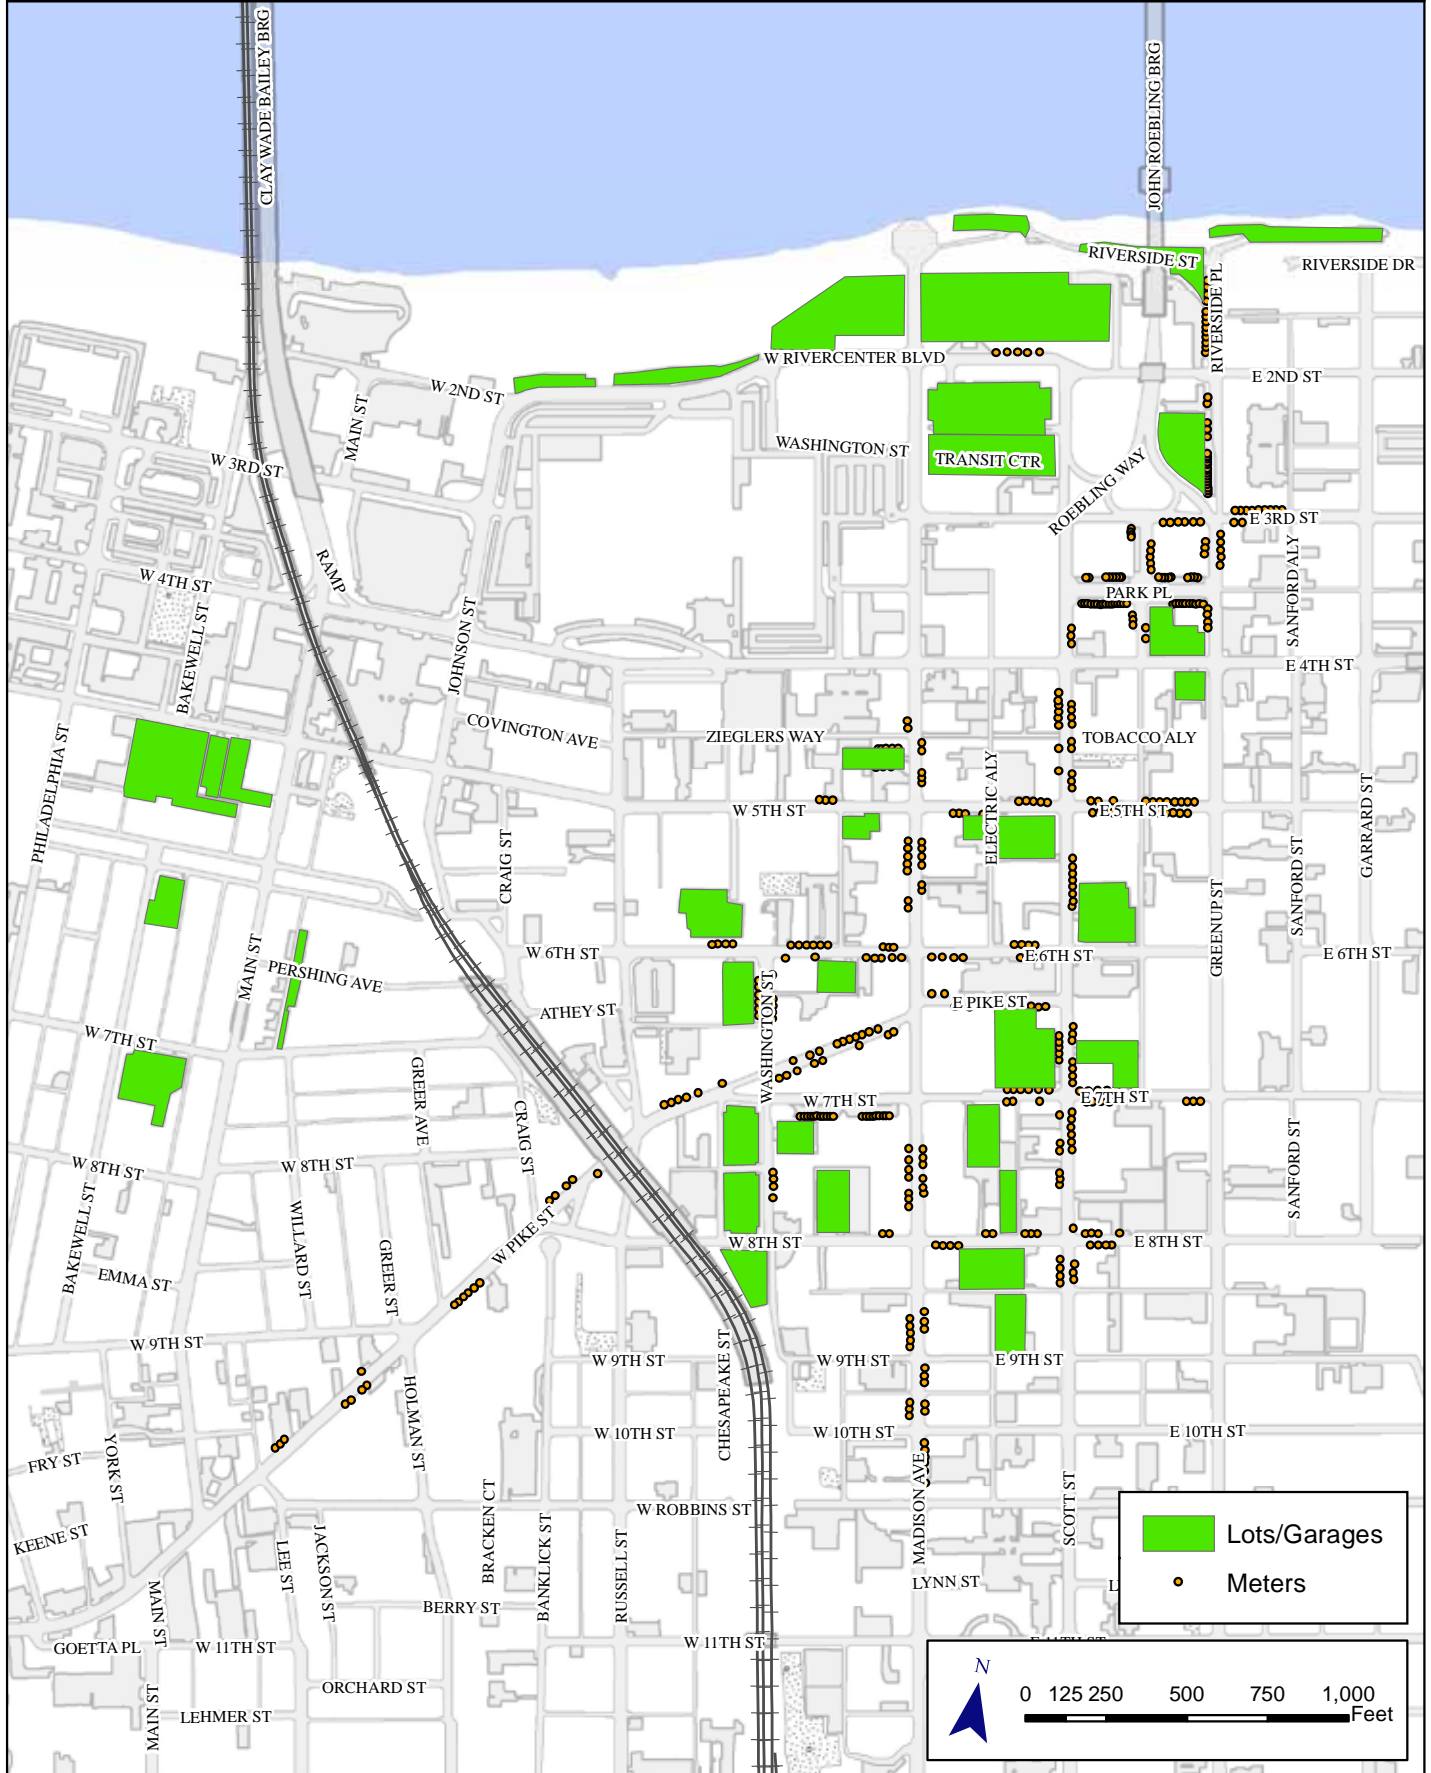 CLAY WADE BAILEY BRG
JOHN ROEBLING BRG
RIVERSIDE ST
RIVERSIDE DR
RIVERSIDE PL
W RIVERCENTER BLVD
W 2ND ST
E 2ND ST
MAIN ST
WASHINGTON ST
TRANSIT CTR
W 3RD ST
ROEBLING WAY
E 3RD ST
RAMP
W 4TH ST
PARK PL
SANFORD ALY
BAKEWELL ST
JOHNSON ST
E 4TH ST
COVINGTON AVE
ZIEGLERS WAY
TOBACCO ALY
PHILADELPHIA ST
ELECTRIC ALY
W 5TH ST
E 5TH ST
GARRARD ST
CRAIG ST
SANFORD ST
GREENUP ST
W 6TH ST
E 6TH ST
E 6TH ST
MAIN ST
PERSHING AVE
ATHEY ST
WASHINGTON ST
E PIKE ST
W 7TH ST
W 7TH ST
E 7TH ST
GREER AVE
CRAIG ST
W 8TH ST
W 8TH ST
SANFORD ST
BAKEWELL ST
WILLARD ST
W PIKE ST
W 8TH ST
E 8TH ST
EMMA ST
GREER ST
W 9TH ST
W 9TH ST
W 9TH ST
E 9TH ST
CHESAPEAKE ST
HOLMAN ST
W 10TH ST
W 10TH ST
E 10TH ST
FRY ST
YORK ST
MADISON AVE
SCOTT ST
W ROBBINS ST
KEENE ST
BRACKEN CT
BANKLICK ST
RUSSELL ST
LEE ST
JACKSON ST
LYNN ST
L
Lots/Garages
Meters
MAIN ST
BERRY ST
GOETTA PL
W 11TH ST
W 11TH ST
E 11TH ST
ORCHARD ST
MAIN ST
LEHMER ST
N
0 125 250 500 750 1,000
Feet